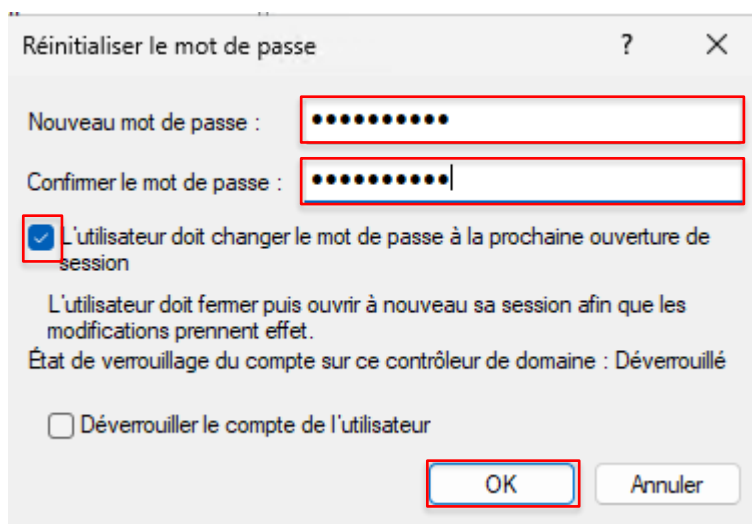 Réinitialiser le mot de passe
?
Nouveau mot de passe :
Confirmer le mot de passe :
L'utilisateur doit changer le mot de passe à la prochaine ouverture de
session
L'utilisateur doit fermer puis ouvrir à nouveau sa session afin que les
modifications prennent effet.
État de verrouillage du compte sur ce contrôleur de domaine : Déverrouillé
Déverrouiller le compte de l'utilisateur
OK
Annuler